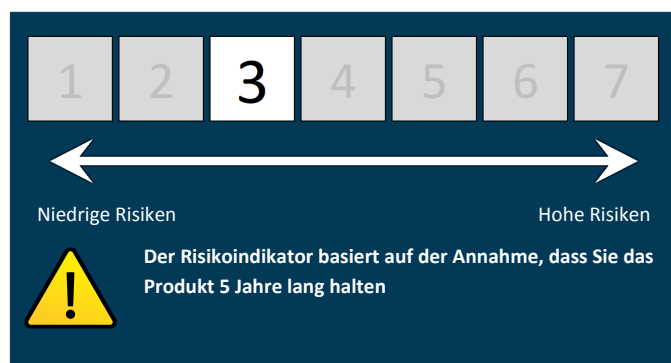 1 2 3 4 5 6 7
Niedrige Risiken Hohe Risiken
Der Risikoindikator basiert auf der Annahme, dass Sie das
Produkt 5 Jahre lang halten